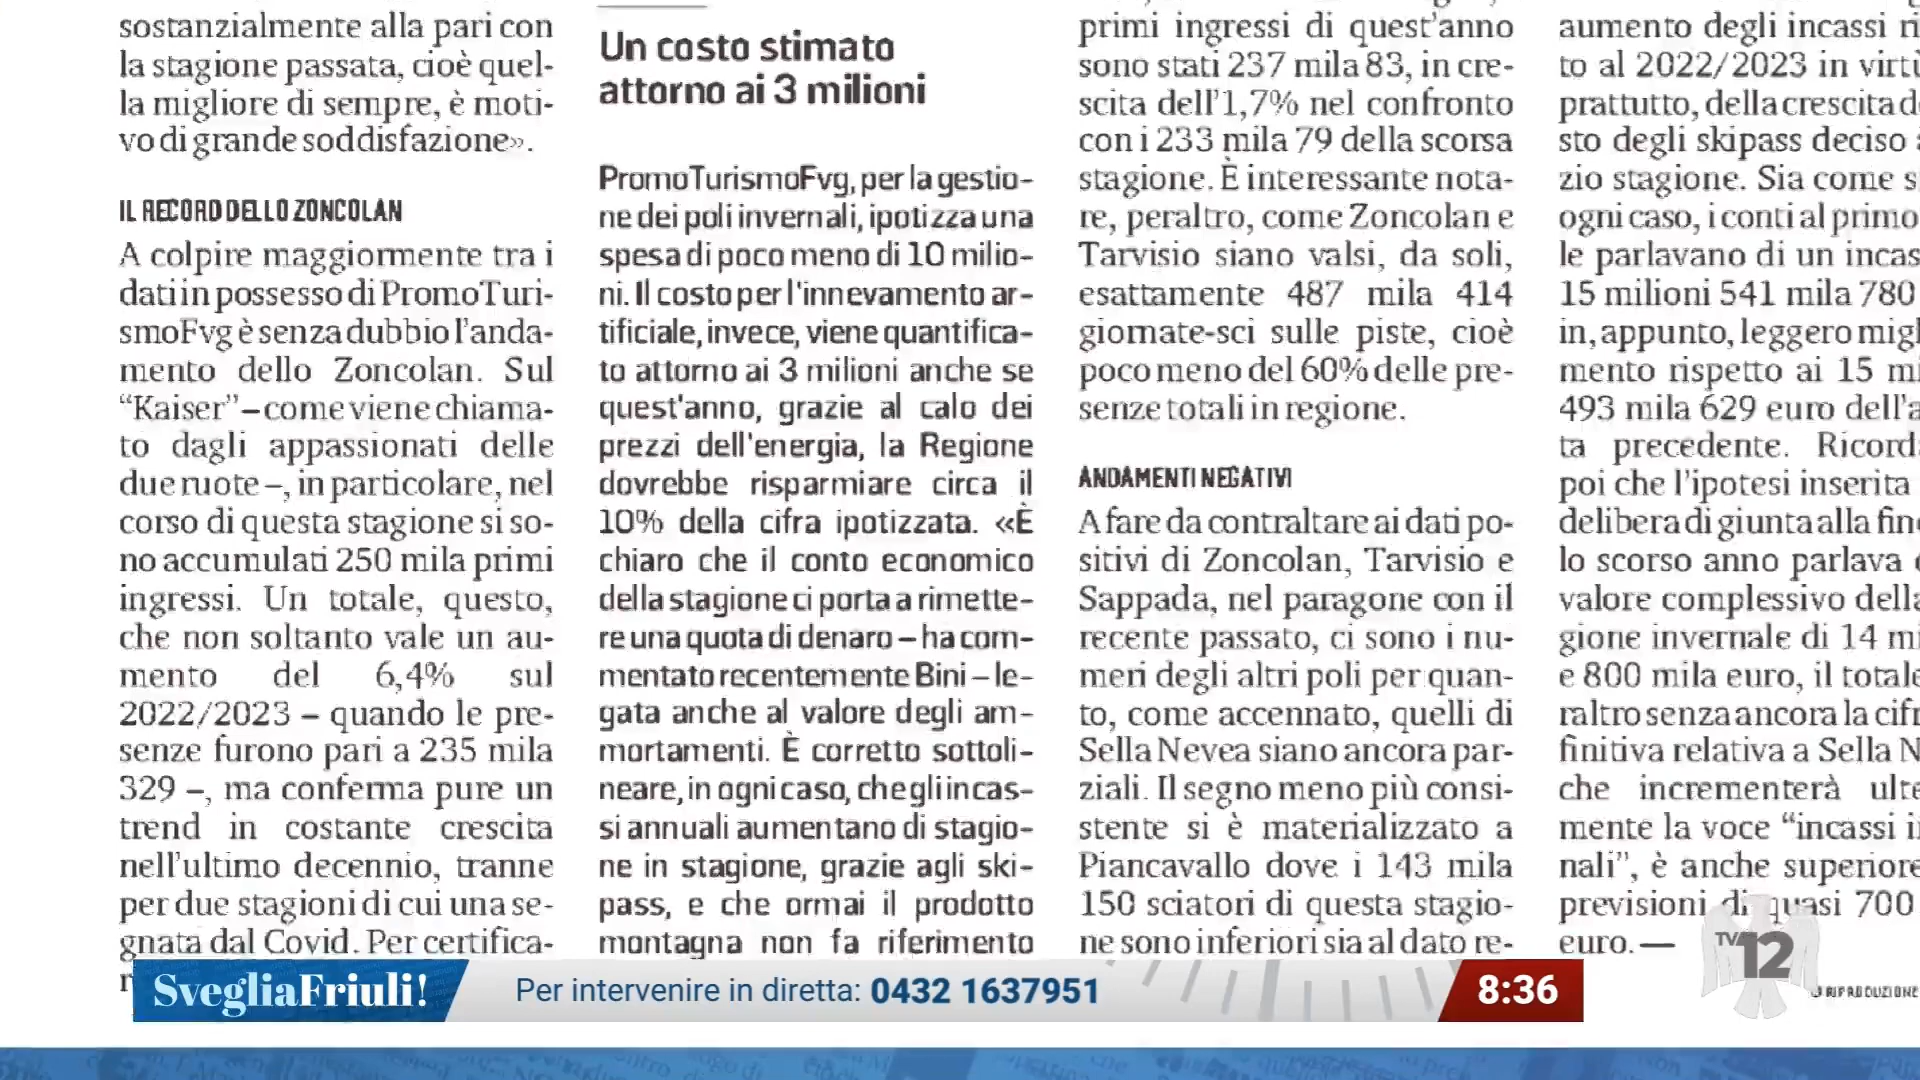 sostanzialmente alla pari con
la stagione passata, cioè quel-
la migliore di sempre, è moti-
vo di grande soddisfazione».
IL RECORD DELLO ZONCOLAN
A colpire maggiormente tra i
dati in possesso di PromoTuri-
smoFvg è senza dubbio l'anda-
mento dello Zoncolan. Sul
“Kaiser” – come viene chiama-
to dagli appassionati delle
due ruote –, in particolare, nel
corso di questa stagione si so-
no accumulati 250 mila primi
ingressi. Un totale, questo,
che non soltanto vale un au-
mento del 6,4% sul
2022/2023 – quando le pre-
senze furono pari a 235 mila
329 –, ma conferma pure un
trend in costante crescita
nell'ultimo decennio, tranne
per due stagioni di cui una se-
gnata dal Covid. Per certifica-
Un costo stimato
attorno ai 3 milioni
PromoTurismoFvg, per la gestio-
ne dei poli invernali, ipotizza una
spesa di poco meno di 10 milio-
ni. Il costo per l'innevamento ar-
tificiale, invece, viene quantifica-
to attorno ai 3 milioni anche se
quest'anno, grazie al calo dei
prezzi dell'energia, la Regione
dovrebbe risparmiare circa il
10% della cifra ipotizzata. «È
chiaro che il conto economico
della stagione ci porta a rimette-
re una quota di denaro – ha com-
mentato recentemente Bini – le-
gata anche al valore degli am-
mortamenti. È corretto sottoli-
neare, in ogni caso, che gli incas-
si annuali aumentano di stagio-
ne in stagione, grazie agli ski-
pass, e che ormai il prodotto
montagna non fa riferimento
primi ingressi di quest'anno
sono stati 237 mila 83, in cre-
scita dell'1,7% nel confronto
con i 233 mila 79 della scorsa
stagione. È interessante nota-
re, peraltro, come Zoncolan e
Tarvisio siano valsi, da soli,
esattamente 487 mila 414
giornate-sci sulle piste, cioè
poco meno del 60% delle pre-
senze totali in regione.
ANDAMENTI NEGATIVI
A fare da contraltare ai dati po-
sitivi di Zoncolan, Tarvisio e
Sappada, nel paragone con il
recente passato, ci sono i nu-
meri degli altri poli per quan-
to, come accennato, quelli di
Sella Nevea siano ancora par-
ziali. Il segno meno più consi-
stente si è materializzato a
Piancavallo dove i 143 mila
150 sciatori di questa stagio-
ne sono inferiori sia al dato re-
aumento degli incassi ri
to al 2022/2023 in virtù
prattutto, della crescita d
sto degli skipass deciso a
zio stagione. Sia come s
ogni caso, i conti al primo
le parlavano di un incas
15 milioni 541 mila 780
in, appunto, leggero migl
mento rispetto ai 15 mi
493 mila 629 euro dell'a
ta precedente. Ricord
poi che l'ipotesi inserita
delibera di giunta alla fin
lo scorso anno parlava
valore complessivo della
gione invernale di 14 mi
e 800 mila euro, il totale
raltro senza ancora la cifr
finitiva relativa a Sella N
che incrementerà ulte
mente la voce “incassi i
nali”, è anche superiore
previsioni di quasi 700
euro. —
RIPRODUZIONE
TV12
SvegliaFriuli!
Per intervenire in diretta: 0432 1637951
8:36